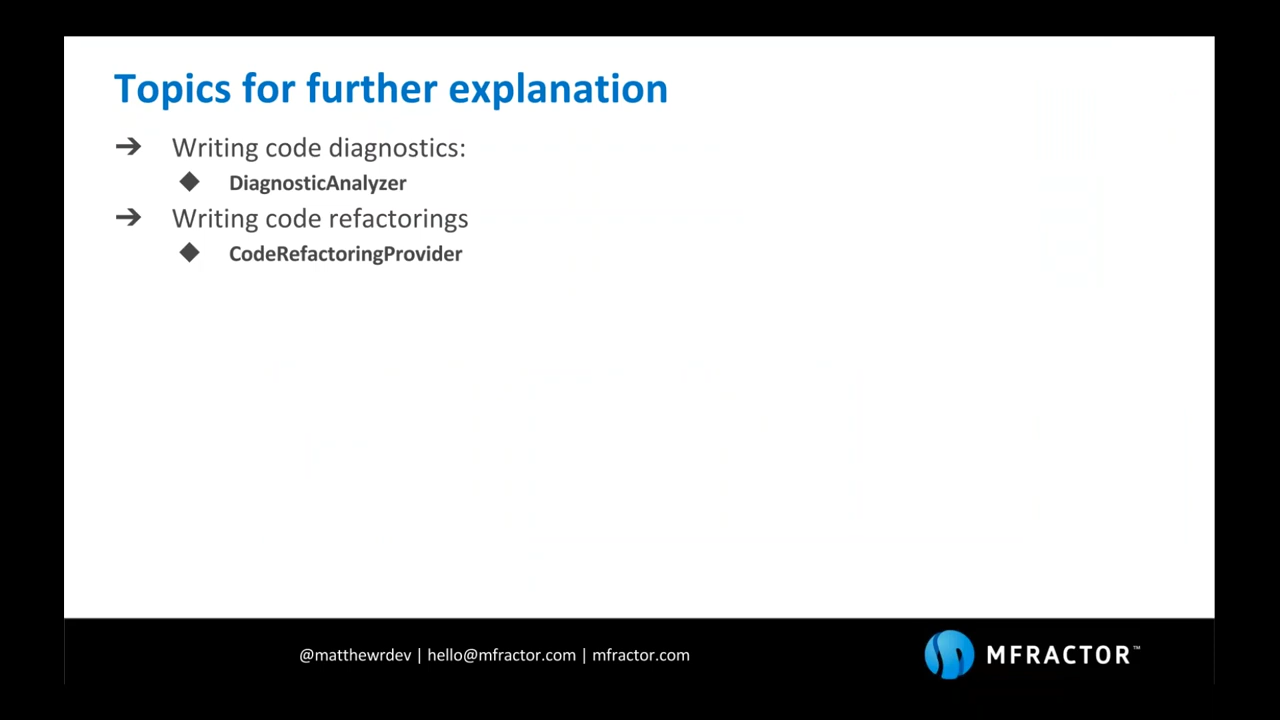 Topics for further explanation
➔ Writing code diagnostics:
◆ DiagnosticAnalyzer
➔ Writing code refactorings
◆ CodeRefactoringProvider
@matthewrdev | hello@mfractor.com | mfractor.com
MFRACTOR™